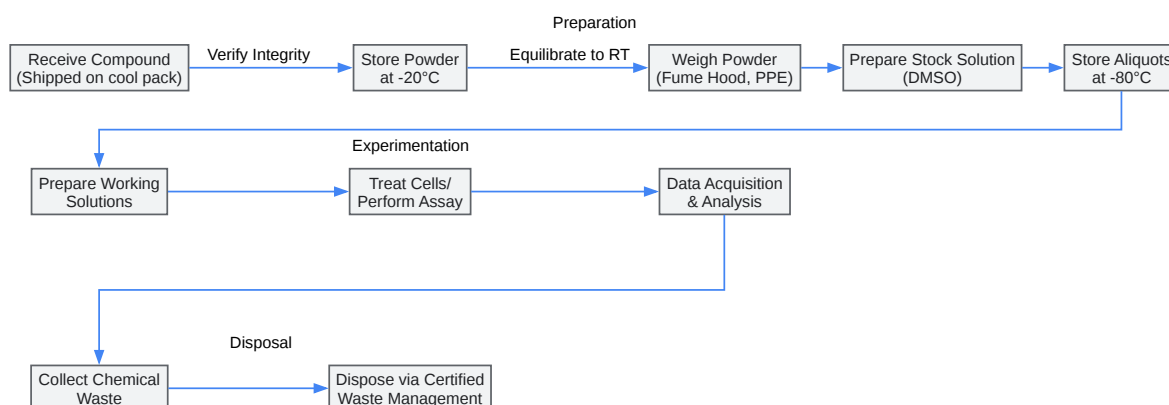 Preparation
Receive Compound
(Shipped on cool pack)
Verify Integrity
Store Powder
at -20°C
Equilibrate to RT
Weigh Powder
(Fume Hood, PPE)
Prepare Stock Solution
(DMSO)
Store Aliquots
at -80°C
Experimentation
Prepare Working
Solutions
Treat Cells/
Perform Assay
Data Acquisition
& Analysis
Disposal
Collect Chemical
Waste
Dispose via Certified
Waste Management